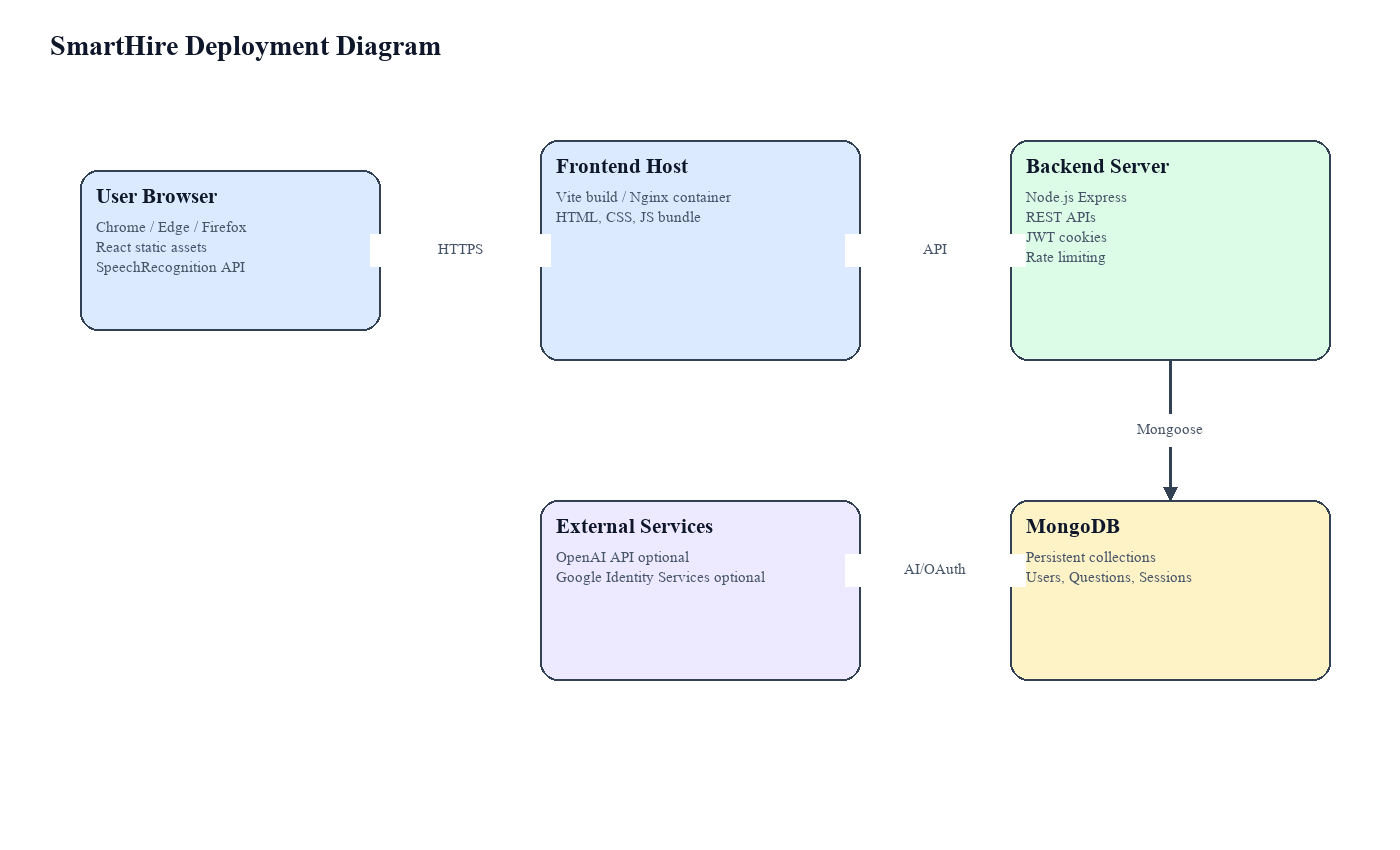 SmartHire Deployment Diagram
User Browser
Chrome / Edge / Firefox
React static assets
SpeechRecognition API
HTTPS
Frontend Host
Vite build / Nginx container
HTML, CSS, JS bundle
API
Backend Server
Node.js Express
REST APIs
JWT cookies
Rate limiting
Mongoose
External Services
OpenAI API optional
Google Identity Services optional
AI/OAuth
MongoDB
Persistent collections
Users, Questions, Sessions